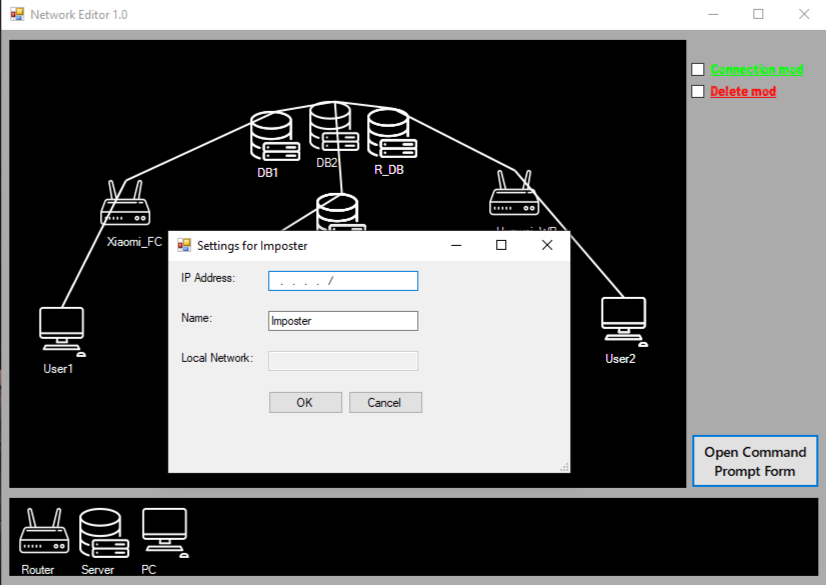 Network Editor 1.0
Connection mod
Delete mod
DB1
DB2
R_DB
Xiaomi_FC
Settings for Imposter
IP Address:
. . . . /
Name:
Imposter
Local Network:
OK
Cancel
User1
User2
Open Command
Prompt Form
Router
Server
PC